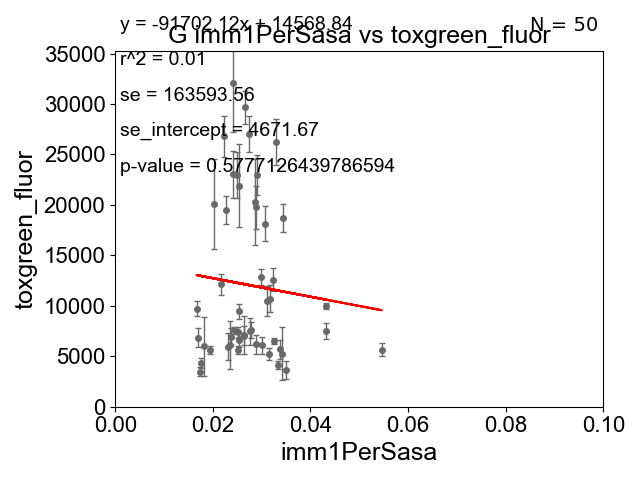 y = -91702.12x + 14568.84
N = 50
G imm1PerSasa vs toxgreen_fluor
r^2 = 0.01
se = 163593.56
se_intercept = 4671.67
p-value = 0.5777126439786594
35000
30000
25000
20000
15000
10000
5000
0
toxgreen_fluor
0.00 0.02 0.04 0.06 0.08 0.10
imm1PerSasa